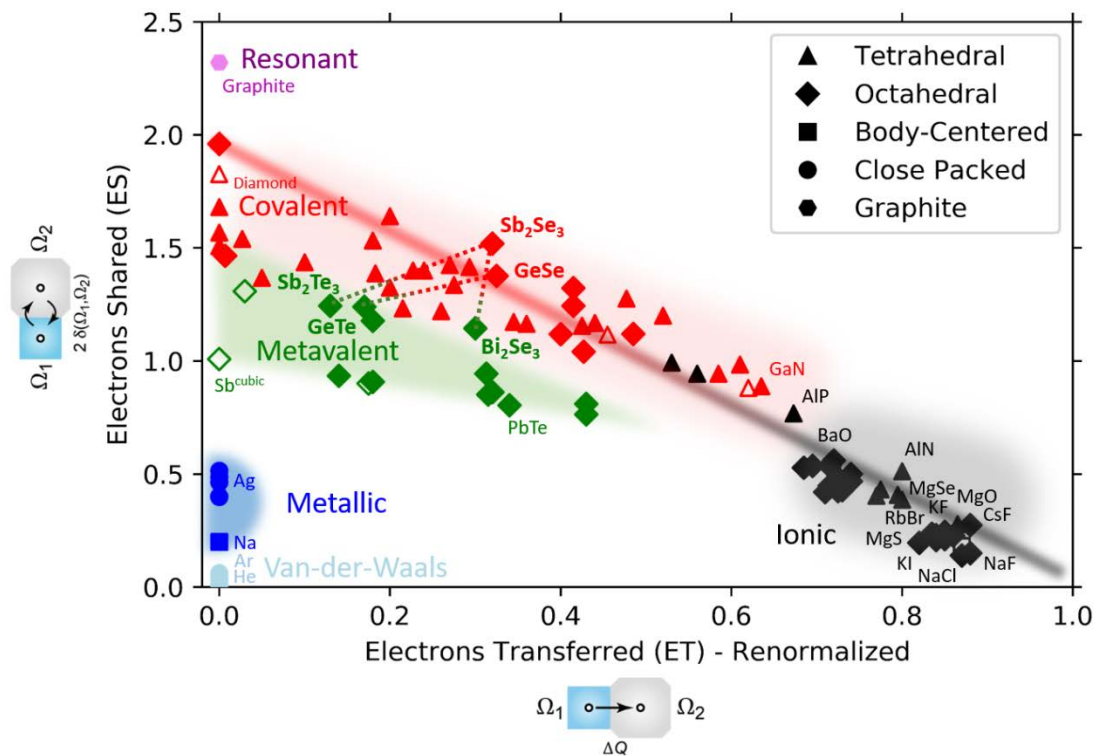 2.5
2.0
1.5
1.0
0.5
0.0
Electrons Shared (ES)
Ω₂
Ω₁
2 δ(Ω₁,Ω₂)
Resonant
Graphite
Tetrahedral
Octahedral
Body-Centered
Close Packed
Graphite
Diamond
Covalent
Sb₂Se₃
GeSe
Sb₂Te₃
GeTe
Metavalent
Bi₂Se₃
Sbᶜᵘᵇⁱᶜ
PbTe
GaN
AlP
BaO
AlN
MgSe
MgO
KF
CsF
RbBr
MgS
Ionic
KI
NaCl
NaF
Ag
Metallic
Na
Ar
He
Van-der-Waals
0.0 0.2 0.4 0.6 0.8 1.0
Electrons Transferred (ET) - Renormalized
Ω₁ Ω₂
ΔQ